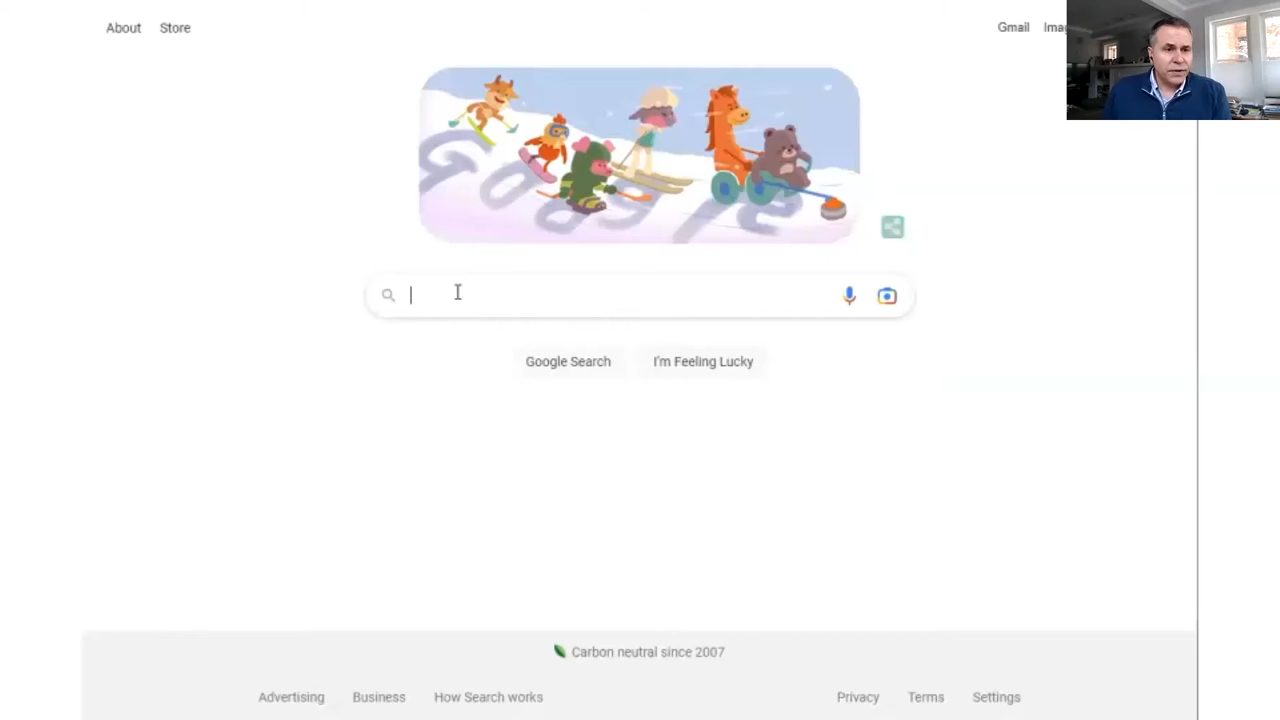 About Store
Gmail
Google
Google Search I'm Feeling Lucky
Carbon neutral since 2007
Advertising Business How Search works
Privacy Terms Settings